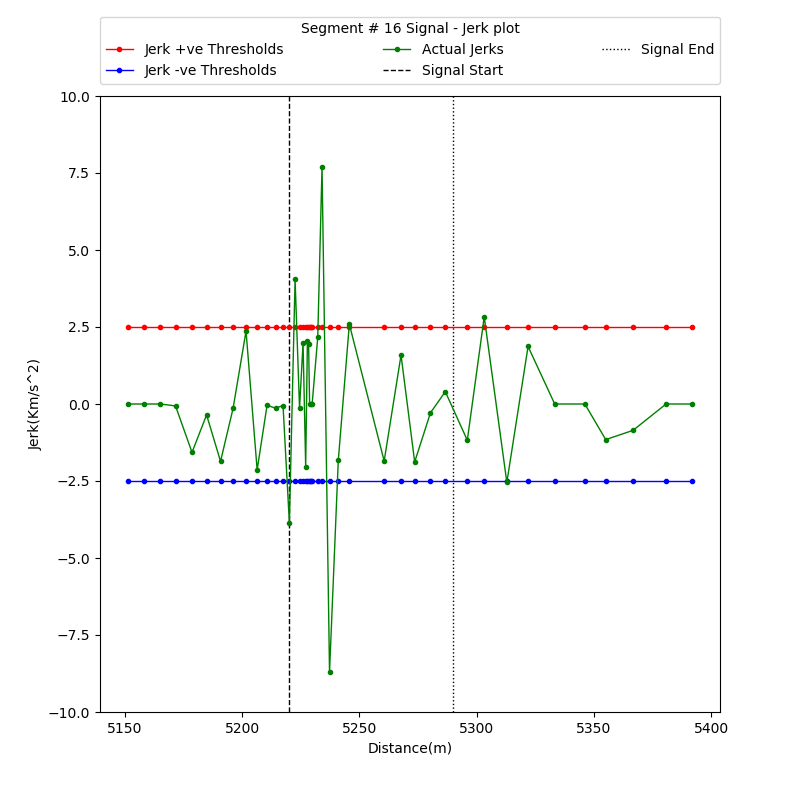 Segment # 16 Signal - Jerk plot
Jerk +ve Thresholds
Actual Jerks
Signal End
Jerk -ve Thresholds
Signal Start
10.0
7.5
5.0
2.5
0.0
−2.5
−5.0
−7.5
−10.0
Jerk(Km/s^2)
5150
5200
5250
5300
5350
5400
Distance(m)